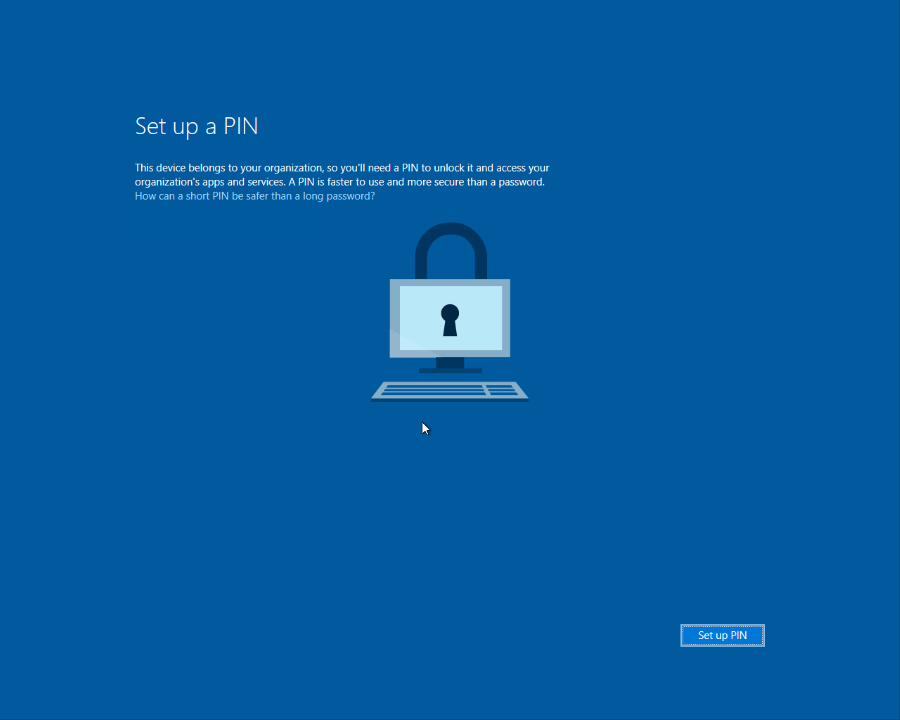 Set up a PIN
This device belongs to your organization, so you'll need a PIN to unlock it and access your
organization's apps and services. A PIN is faster to use and more secure than a password.
How can a short PIN be safer than a long password?
Set up PIN